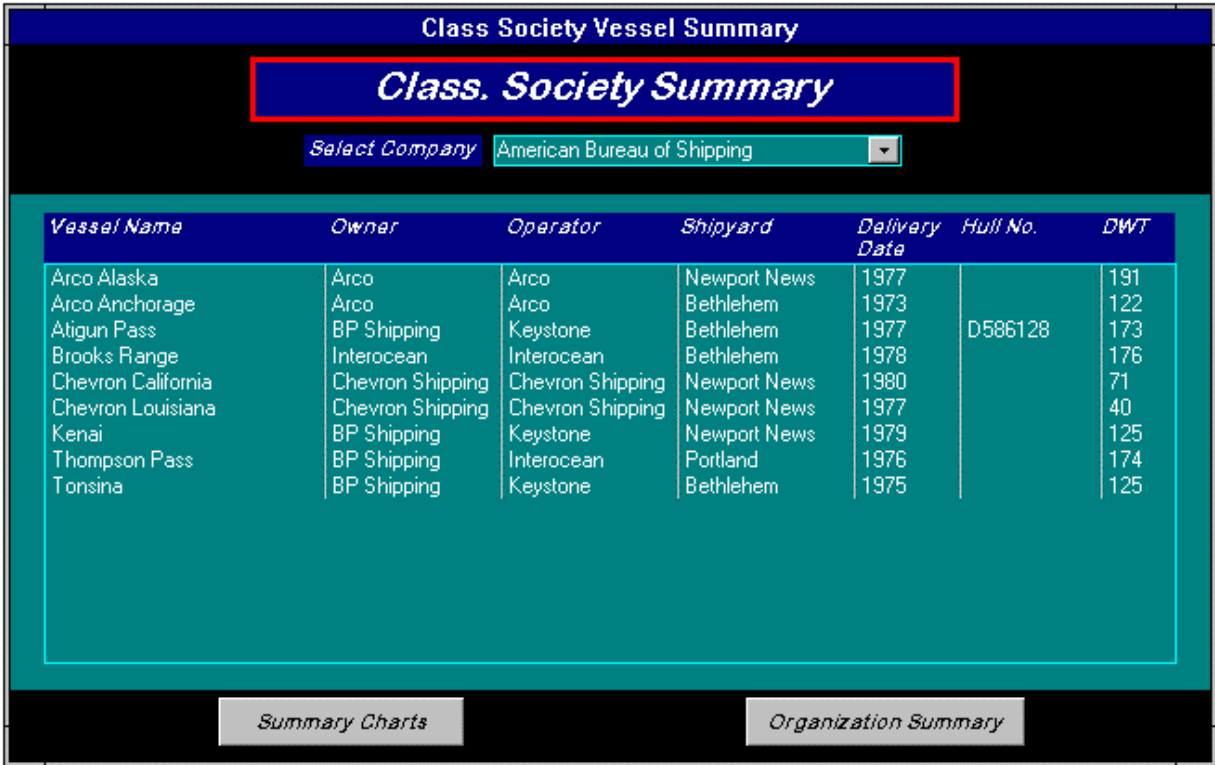 Class Society Vessel Summary
Class. Society Summary
Select Company American Bureau of Shipping
Vessel Name Owner Operator Shipyard Delivery Date Hull No. DWT
Arco Alaska Arco Arco Newport News 1977 191
Arco Anchorage Arco Arco Bethlehem 1973 122
Atigun Pass BP Shipping Keystone Bethlehem 1977 D586128 173
Brooks Range Interocean Interocean Bethlehem 1978 176
Chevron California Chevron Shipping Chevron Shipping Newport News 1980 71
Chevron Louisiana Chevron Shipping Chevron Shipping Newport News 1977 40
Kenai BP Shipping Keystone Newport News 1979 125
Thompson Pass BP Shipping Interocean Portland 1976 174
Tonsina BP Shipping Keystone Bethlehem 1975 125
Summary Charts Organization Summary